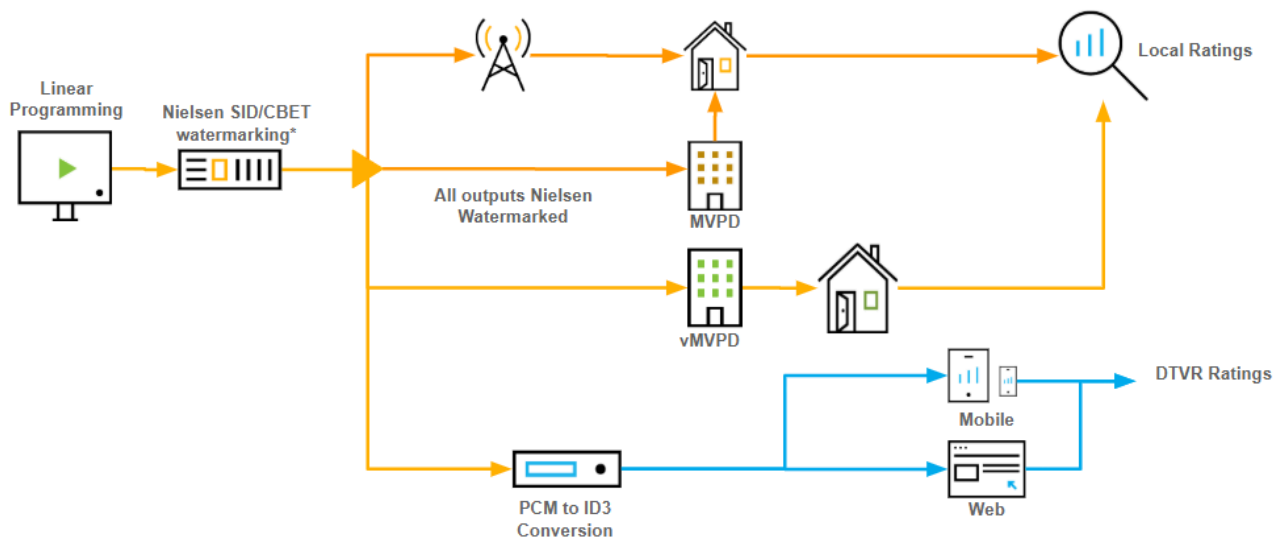 Local Ratings
Linear
Programming
Nielsen SID/CBET
watermarking*
All outputs Nielsen
Watermarked
MVPD
vMVPD
DTVR Ratings
Mobile
PCM to ID3
Conversion
Web